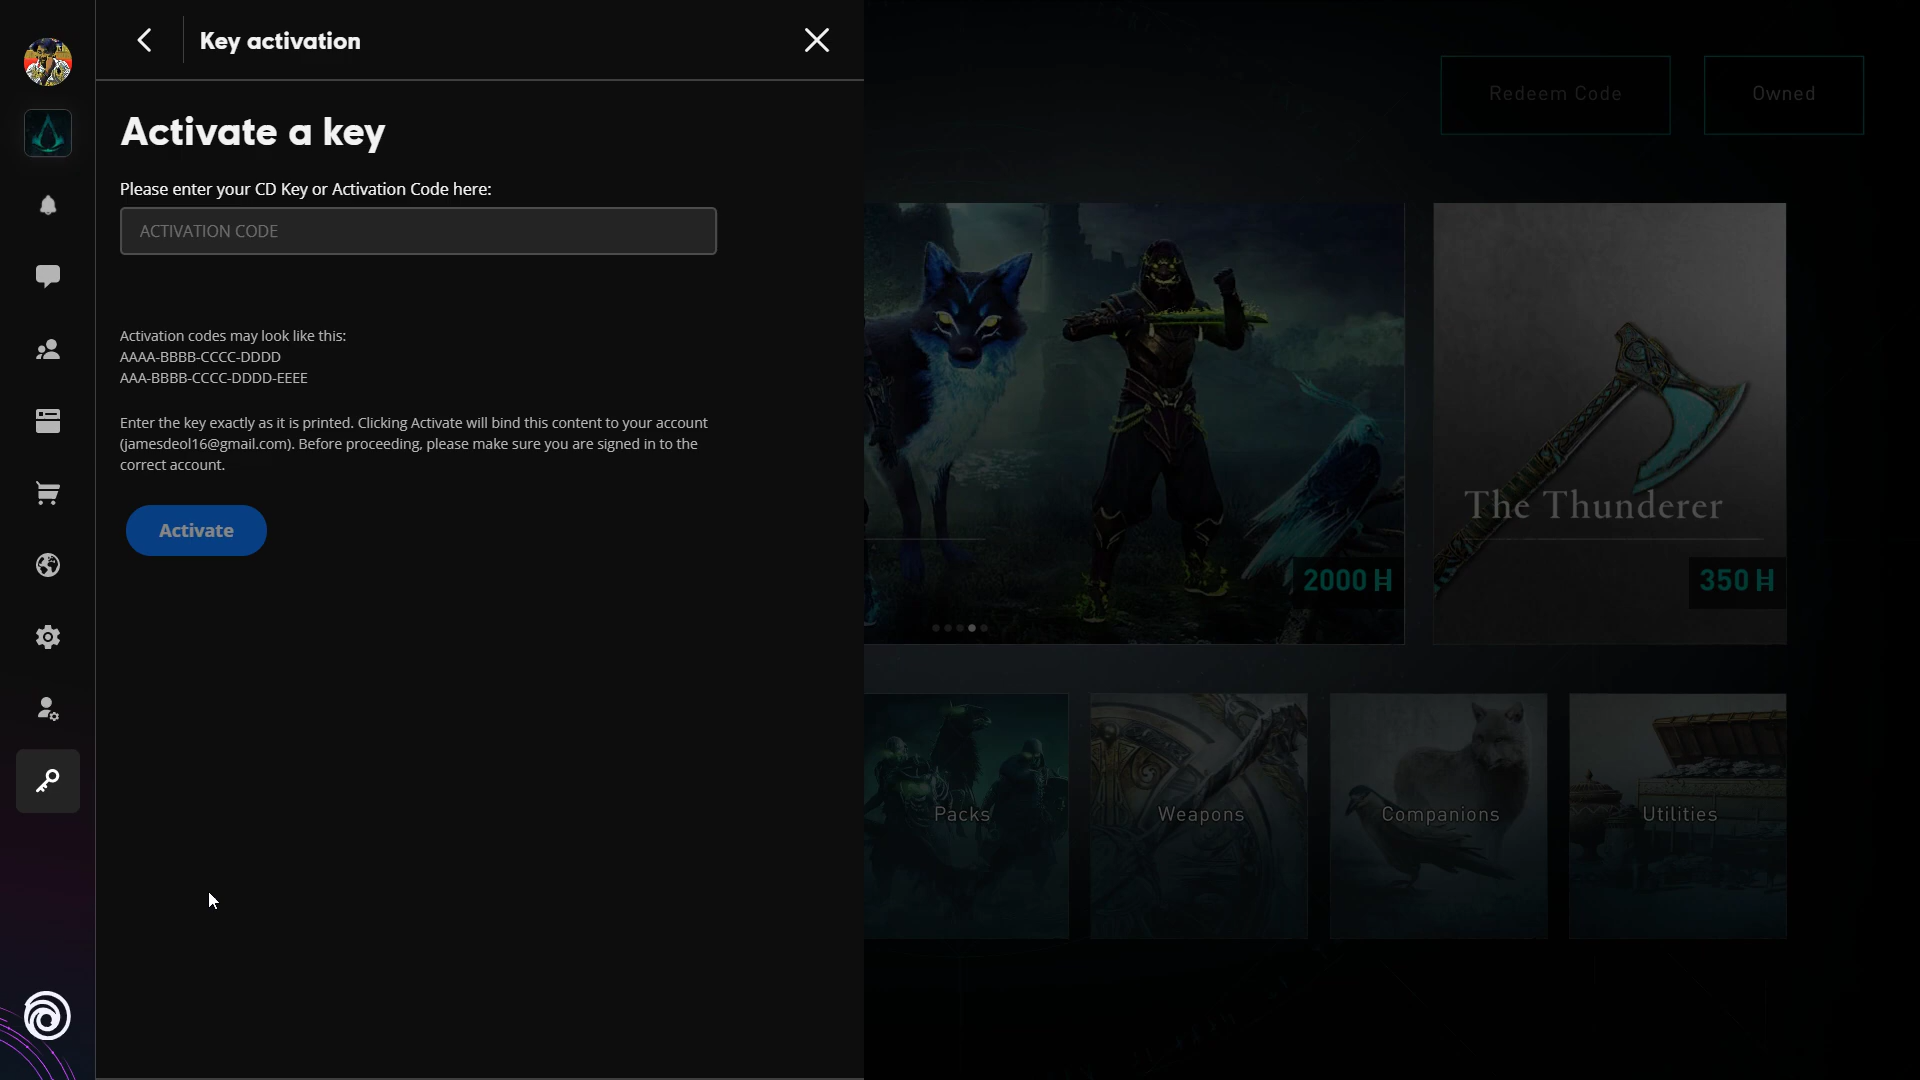 Key activation
Activate a key
Please enter your CD Key or Activation Code here:
ACTIVATION CODE
Activation codes may look like this:
AAAA-BBBB-CCCC-DDDD
AAA-BBBB-CCCC-DDDD-EEEE
Enter the key exactly as it is printed. Clicking Activate will bind this content to your account
(jamesdeol16@gmail.com). Before proceeding, please make sure you are signed in to the
correct account.
Activate
Redeem Code
Owned
2000
The Thunderer
350
Packs
Weapons
Companions
Utilities